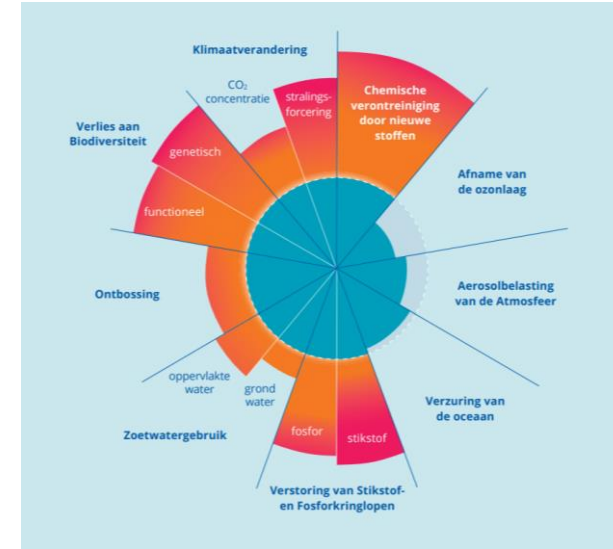 Klimaatverandering
CO₂
concentratie
stralings-
forcering
Chemische
verontreiniging
door nieuwe
stoffen
Verlies aan
Biodiversiteit
genetisch
functioneel
Afname van
de ozonlaag
Ontbossing
Aerosolbelasting
van de Atmosfeer
oppervlakte
water
grond
water
Zoetwatergebruik
fosfor
stikstof
Verzuring van
de oceaan
Verstoring van Stikstof-
en Fosforkringlopen